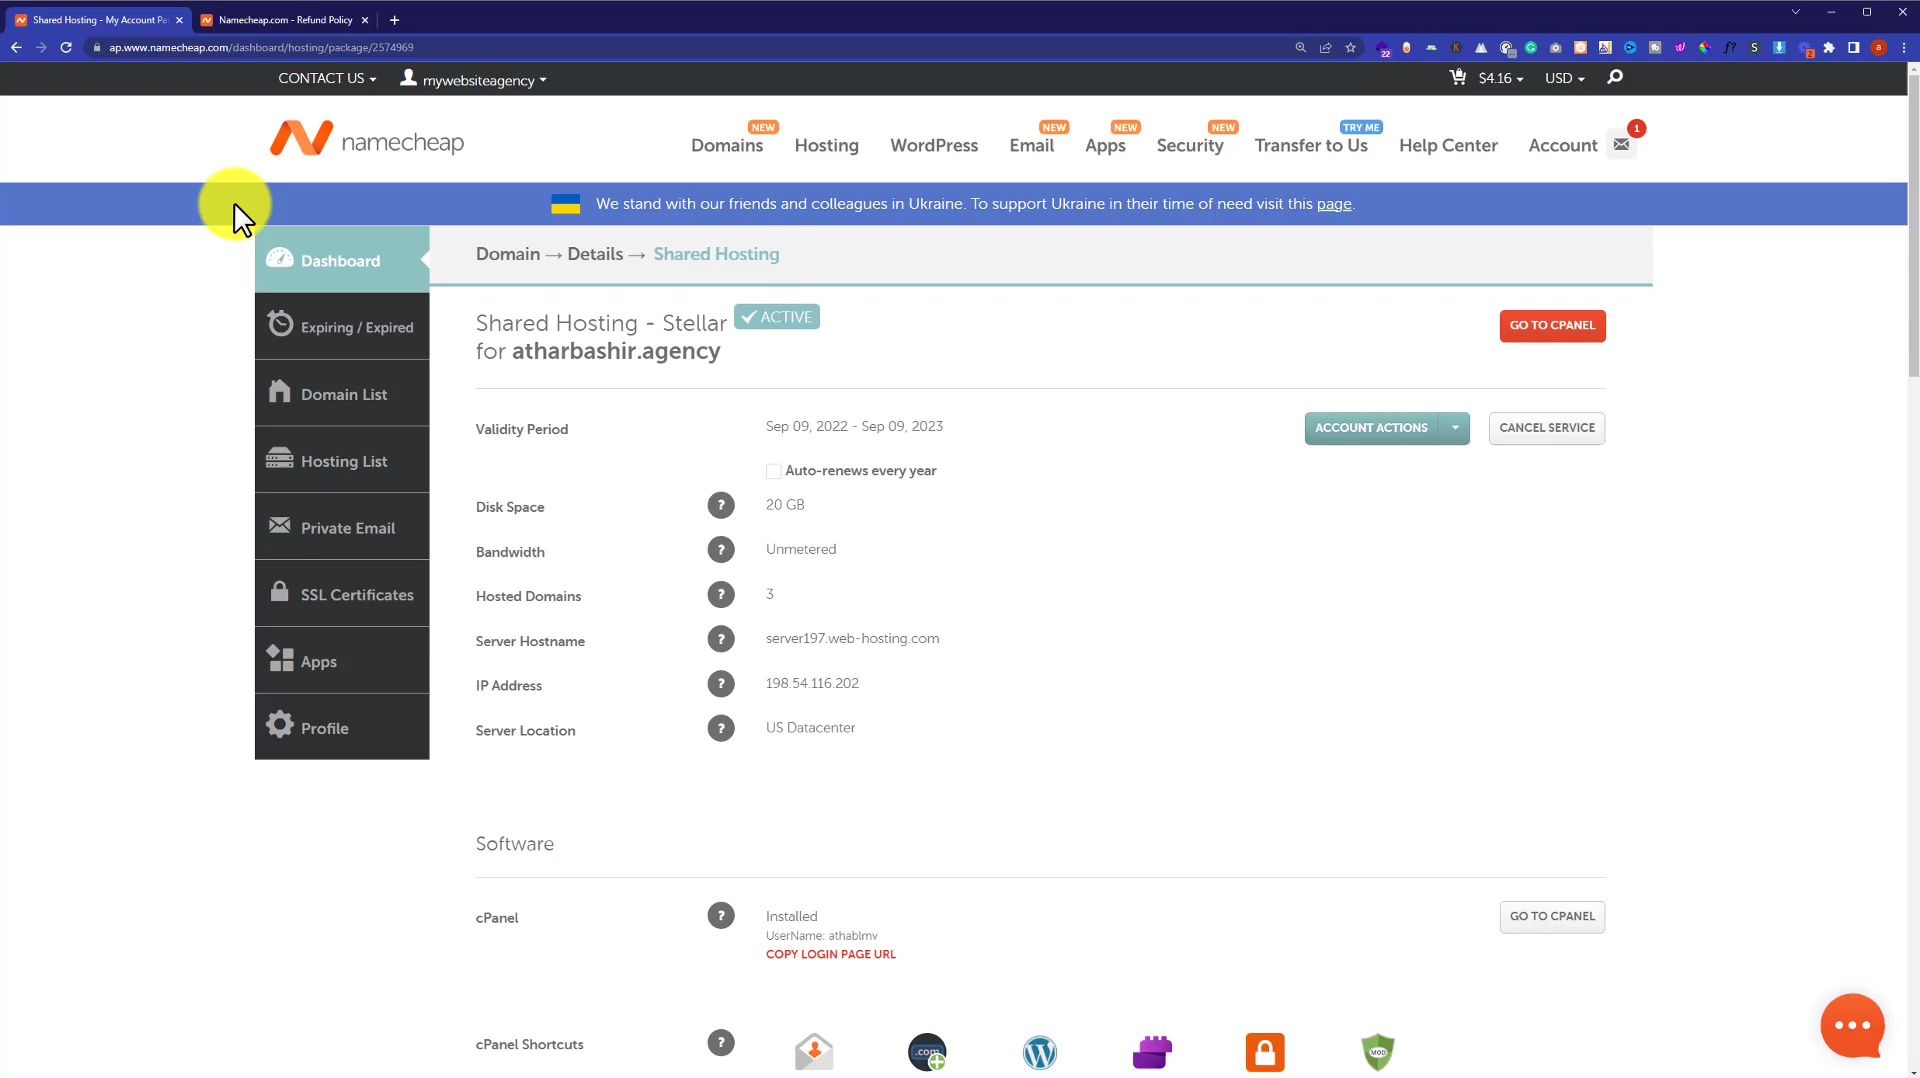 Shared Hosting - My Account Pa
Namecheap.com - Refund Policy
ap.www.namecheap.com/dashboard/hosting/package/2574969
22
2
CONTACT US
mywebsiteagency
$4.16
USD
namecheap
NEW
Domains
Hosting
WordPress
NEW
Email
NEW
Apps
NEW
Security
TRY ME
Transfer to Us
Help Center
Account
1
We stand with our friends and colleagues in Ukraine. To support Ukraine in their time of need visit this page.
Dashboard
Expiring / Expired
Domain List
Hosting List
Private Email
SSL Certificates
Apps
Profile
Domain → Details → Shared Hosting
Shared Hosting - Stellar ACTIVE
for atharbashir.agency
GO TO CPANEL
Validity Period
Sep 09, 2022 - Sep 09, 2023
ACCOUNT ACTIONS
CANCEL SERVICE
Auto-renews every year
Disk Space ? 20 GB
Bandwidth ? Unmetered
Hosted Domains ? 3
Server Hostname ? server197.web-hosting.com
IP Address ? 198.54.116.202
Server Location ? US Datacenter
Software
cPanel ? Installed
GO TO CPANEL
UserName: athablmv
COPY LOGIN PAGE URL
cPanel Shortcuts ?
.com
MOD